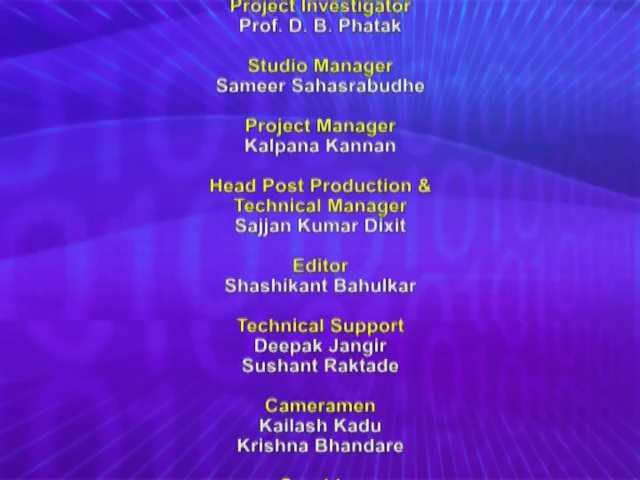 Project Investigator
Prof. D. B. Phatak
Studio Manager
Sameer Sahasrabudhe
Project Manager
Kalpana Kannan
Head Post Production &
Technical Manager
Sajjan Kumar Dixit
Editor
Shashikant Bahulkar
Technical Support
Deepak Jangir
Sushant Raktade
Cameramen
Kailash Kadu
Krishna Bhandare